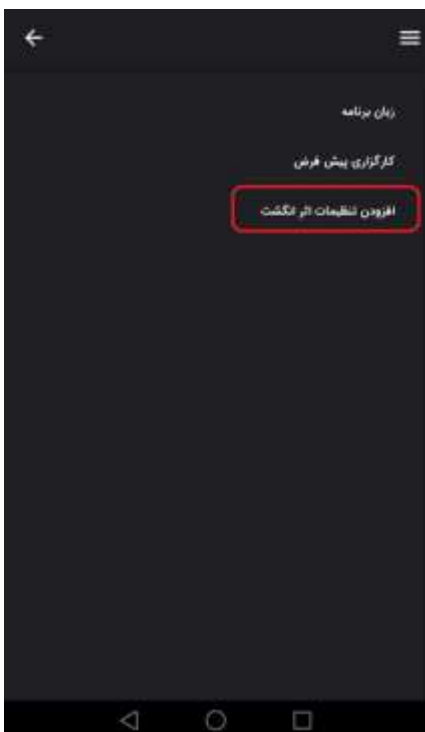 زبان برنامه
کارگزاری پیش فرض
افزودن تنظیمات اثر انگشت